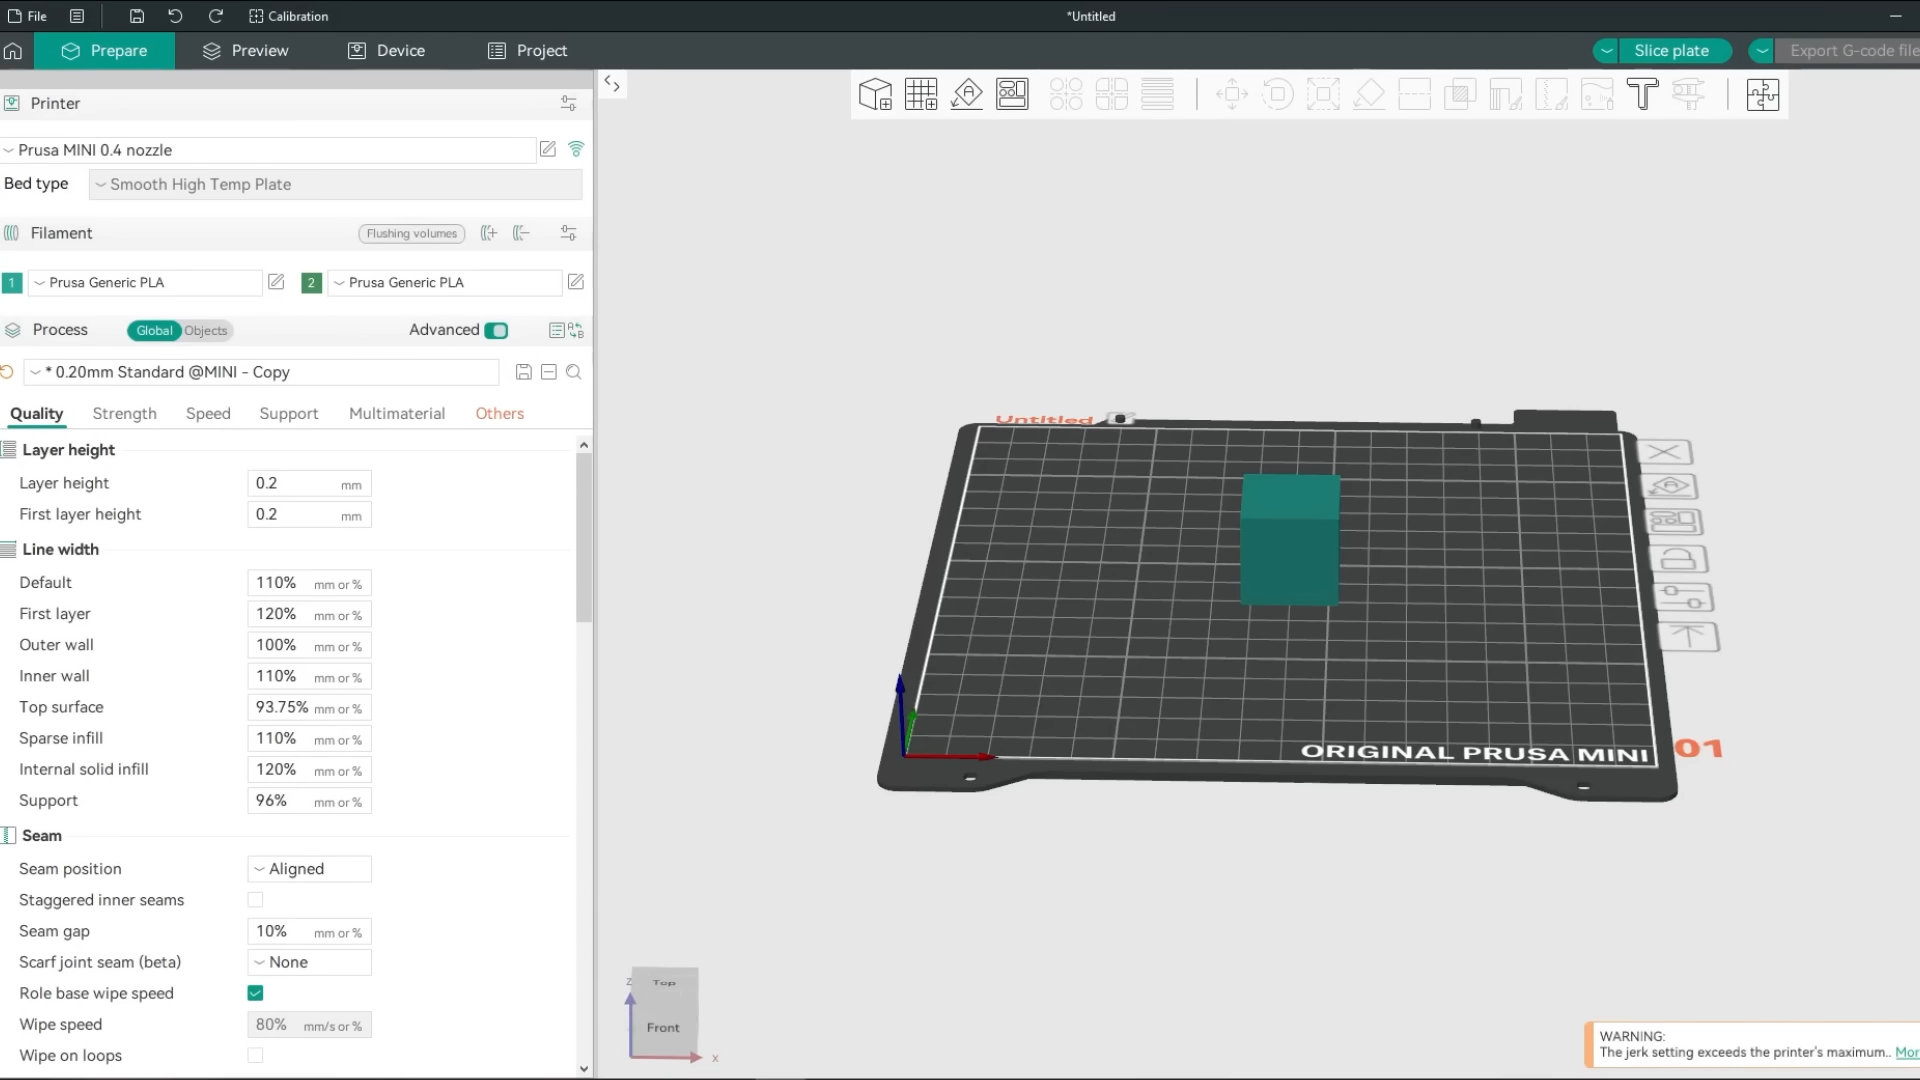 File
Calibration
*Untitled
Prepare
Preview
Device
Project
Slice plate
Export G-code file
Printer
Prusa MINI 0.4 nozzle
Bed type
Smooth High Temp Plate
Filament
Flushing volumes
1
Prusa Generic PLA
2
Prusa Generic PLA
Process
Global
Objects
Advanced
* 0.20mm Standard @MINI - Copy
Quality
Strength
Speed
Support
Multimaterial
Others
Layer height
Layer height
0.2 mm
First layer height
0.2 mm
Line width
Default
110% mm or %
First layer
120% mm or %
Outer wall
100% mm or %
Inner wall
110% mm or %
Top surface
93.75% mm or %
Sparse infill
110% mm or %
Internal solid infill
120% mm or %
Support
96% mm or %
Seam
Seam position
Aligned
Staggered inner seams
Seam gap
10% mm or %
Scarf joint seam (beta)
None
Role base wipe speed
Wipe speed
80% mm/s or %
Wipe on loops
Untitled
ORIGINAL PRUSA MINI
01
Z
Top
Front
X
WARNING:
The jerk setting exceeds the printer's maximum.. Mor